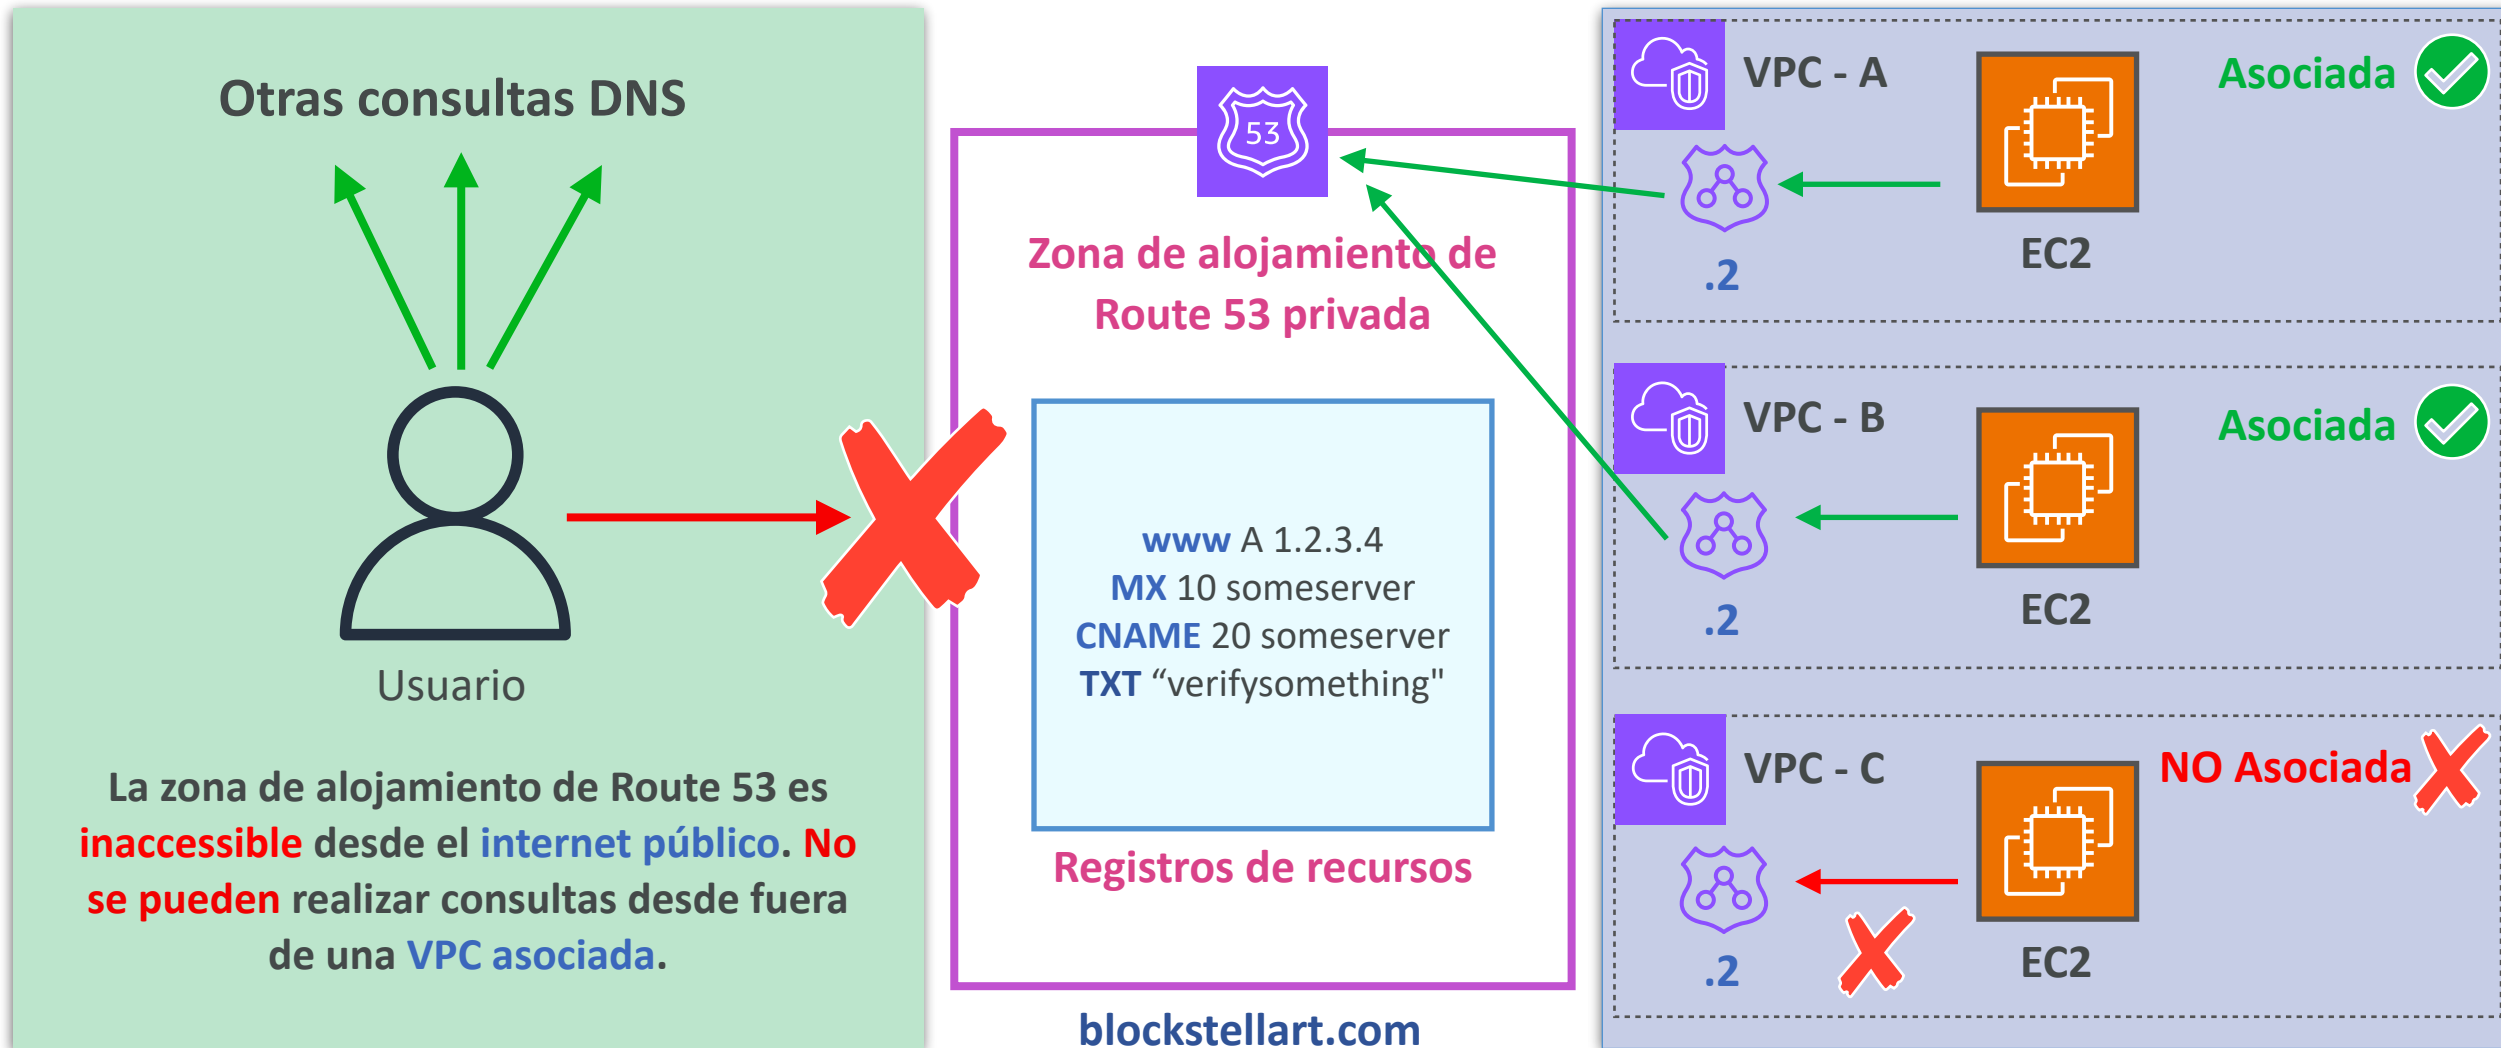 Otras consultas DNS
Usuario
La zona de alojamiento de Route 53 es
inaccessible desde el internet público. No
se pueden realizar consultas desde fuera
de una VPC asociada.
53
Zona de alojamiento de
Route 53 privada
www A 1.2.3.4
MX 10 someserver
CNAME 20 someserver
TXT “verifysomething"
Registros de recursos
blockstellart.com
VPC - A
Asociada
.2
EC2
VPC - B
Asociada
.2
EC2
VPC - C
NO Asociada
.2
EC2